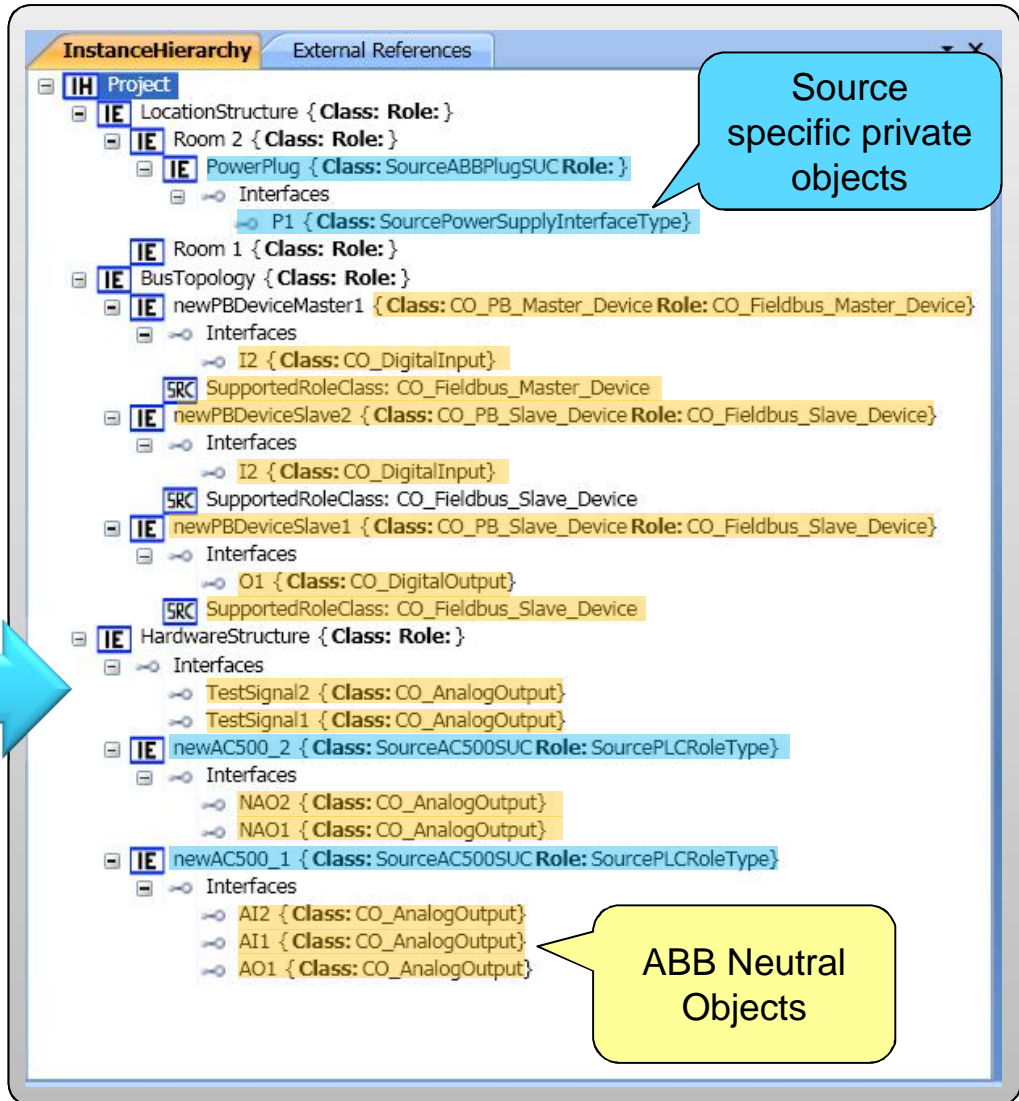 InstanceHierarchy External References
IH Project
IE LocationStructure {Class: Role: }
IE Room 2 {Class: Role: }
IE PowerPlug {Class: SourceABBPlugSUC Role: }
Interfaces
P1 {Class: SourcePowerSupplyInterfaceType}
IE Room 1 {Class: Role: }
IE BusTopology {Class: Role: }
IE newPBDeviceMaster1 {Class: CO_PB_Master_Device Role: CO_Fieldbus_Master_Device}
Interfaces
I2 {Class: CO_DigitalInput}
SRC SupportedRoleClass: CO_Fieldbus_Master_Device
IE newPBDeviceSlave2 {Class: CO_PB_Slave_Device Role: CO_Fieldbus_Slave_Device}
Interfaces
I2 {Class: CO_DigitalInput}
SRC SupportedRoleClass: CO_Fieldbus_Slave_Device
IE newPBDeviceSlave1 {Class: CO_PB_Slave_Device Role: CO_Fieldbus_Slave_Device}
Interfaces
O1 {Class: CO_DigitalOutput}
SRC SupportedRoleClass: CO_Fieldbus_Slave_Device
IE HardwareStructure {Class: Role: }
Interfaces
TestSignal2 {Class: CO_AnalogOutput}
TestSignal1 {Class: CO_AnalogOutput}
IE newAC500_2 {Class: SourceAC500SUC Role: SourcePLCRoleType}
Interfaces
NAO2 {Class: CO_AnalogOutput}
NAO1 {Class: CO_AnalogOutput}
IE newAC500_1 {Class: SourceAC500SUC Role: SourcePLCRoleType}
Interfaces
AI2 {Class: CO_AnalogOutput}
AI1 {Class: CO_AnalogOutput}
AO1 {Class: CO_AnalogOutput}
Source
specific private
objects
ABB Neutral
Objects